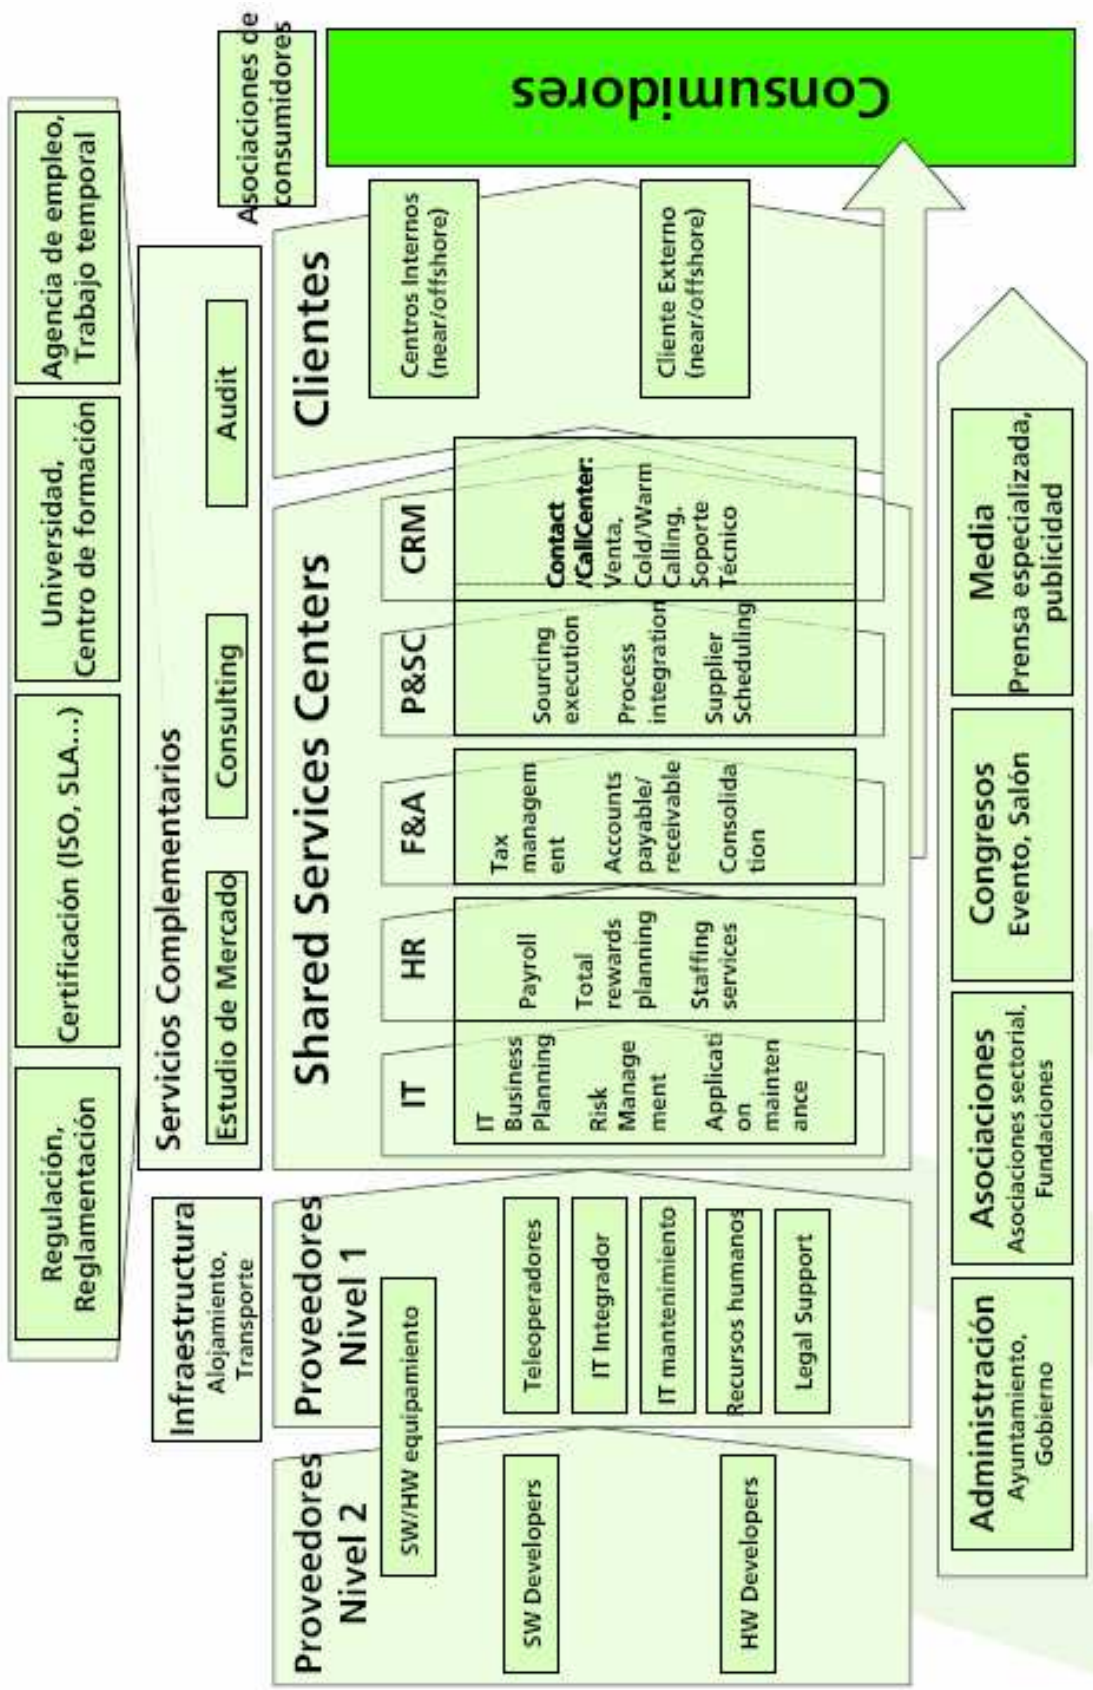 Regulación,
Reglamentación
Certificación (ISO, SLA...)
Universidad,
Centro de formación
Agencia de empleo,
Trabajo temporal
Infraestructura
Alojamiento,
Transporte
Servicios Complementarios
Estudio de Mercado
Consulting
Audit
Asociaciones de
consumidores
Proveedores
Nivel 2
SW/HW equipamiento
SW Developers
HW Developers
Proveedores
Nivel 1
Teleoperadores
IT Integrador
IT mantenimiento
Recursos humanos
Legal Support
Shared Services Centers
IT
IT
Business
Planning
Risk
Manage
ment
Applicati
on
mainten
ance
HR
Payroll
Total
rewards
planning
Staffing
services
F&A
Tax
managem
ent
Accounts
payable/
receivable
Consolida
tion
P&SC
Sourcing
execution
Process
integration
Supplier
Scheduling
CRM
Contact
/CallCenter:
Venta,
Cold/Warm
Calling,
Soporte
Técnico
Clientes
Centros Internos
(near/offshore)
Cliente Externo
(near/offshore)
Consumidores
Administración
Ayuntamiento,
Gobierno
Asociaciones
Asociaciones sectorial,
Fundaciones
Congresos
Evento, Salón
Media
Prensa especializada,
publicidad